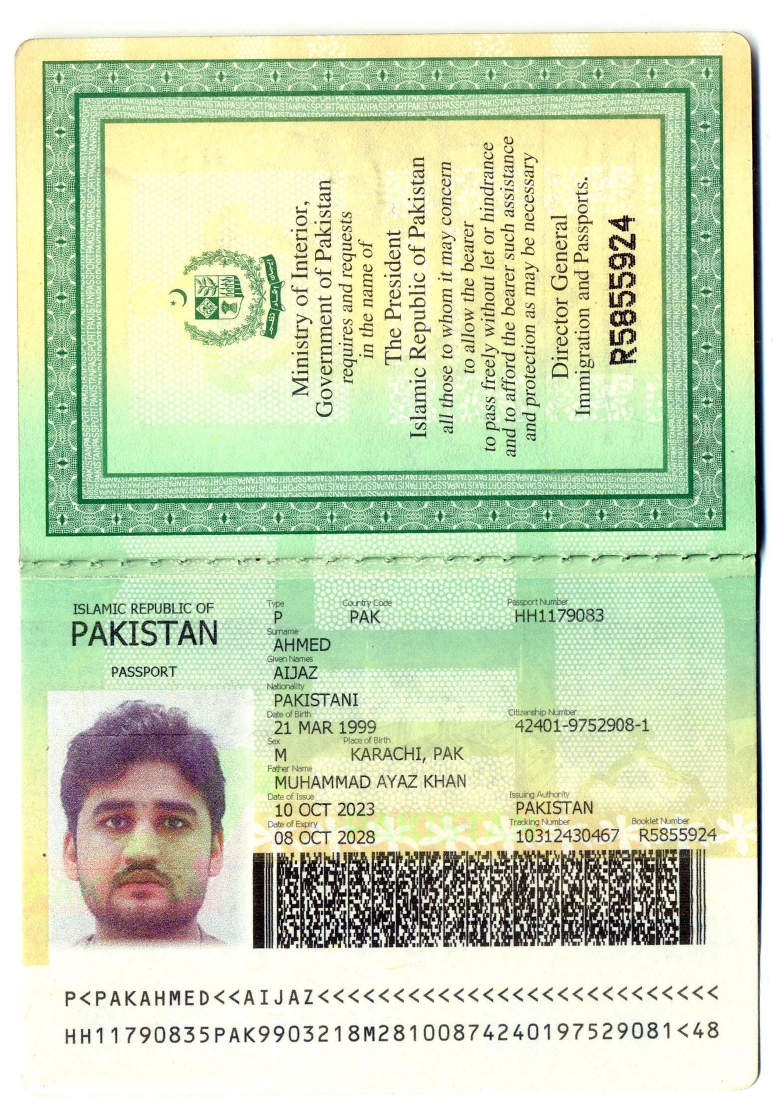 Ministry of Interior,
Government of Pakistan
requires and requests
in the name of
The President
Islamic Republic of Pakistan
all those to whom it may concern
to allow the bearer
to pass freely without let or hindrance
and to afford the bearer such assistance
and protection as may be necessary
Director General
Immigration and Passports.
R5855924
ISLAMIC REPUBLIC OF
PAKISTAN
PASSPORT
Type Country Code Passport Number
P PAK HH1179083
Surname
AHMED
Given Names
AIJAZ
Nationality
PAKISTANI
Date of Birth Citizenship Number
21 MAR 1999 42401-9752908-1
Sex Place of Birth
M KARACHI, PAK
Father Name
MUHAMMAD AYAZ KHAN
Date of Issue Issuing Authority
10 OCT 2023 PAKISTAN
Date of Expiry Tracking Number Booklet Number
08 OCT 2028 10312430467 R5855924
P<PAKAHMED<<AIJAZ<<<<<<<<<<<<<<<<<<<<<<<<<<<
HH11790835PAK9903218M28100874240197529081<48